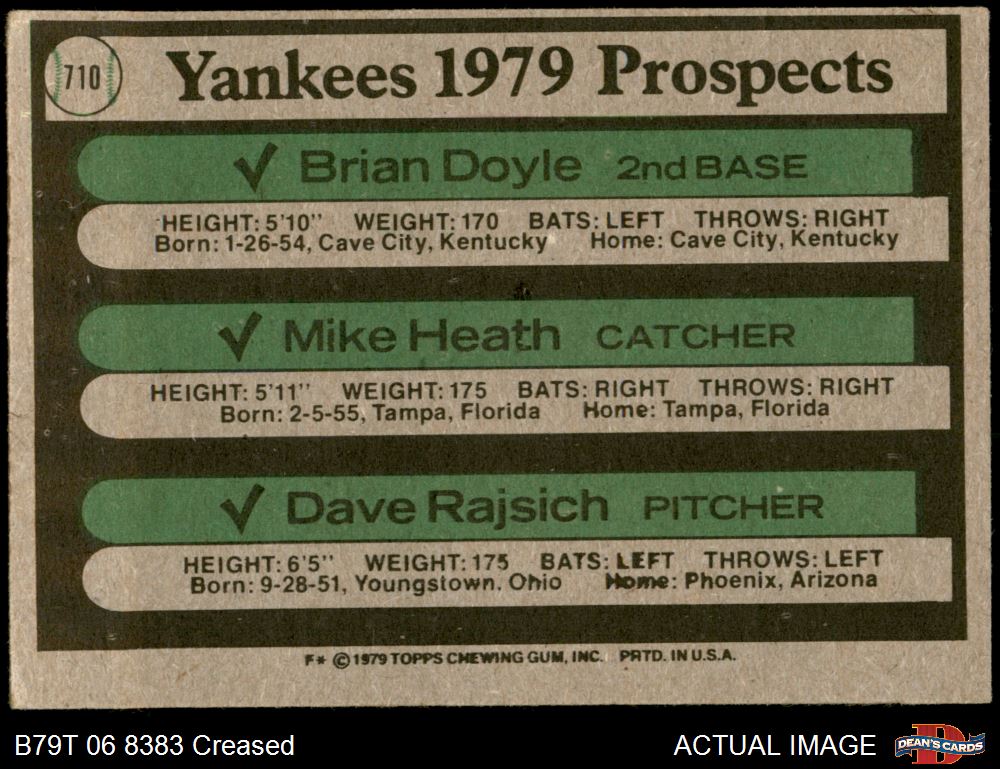 710
Yankees 1979 Prospects
✓ Brian Doyle 2nd BASE
HEIGHT: 5'10" WEIGHT: 170 BATS: LEFT THROWS: RIGHT
Born: 1-26-54, Cave City, Kentucky Home: Cave City, Kentucky
✓ Mike Heath CATCHER
HEIGHT: 5'11" WEIGHT: 175 BATS: RIGHT THROWS: RIGHT
Born: 2-5-55, Tampa, Florida Home: Tampa, Florida
✓ Dave Rajsich PITCHER
HEIGHT: 6'5" WEIGHT: 175 BATS: LEFT THROWS: LEFT
Born: 9-28-51, Youngstown. Ohio Home: Phoenix, Arizona
F* © 1979 TOPPS CHEWING GUM, INC. PRTD. IN U.S.A.
B79T 06 8383 Creased
ACTUAL IMAGE
D
DEAN'S CARDS